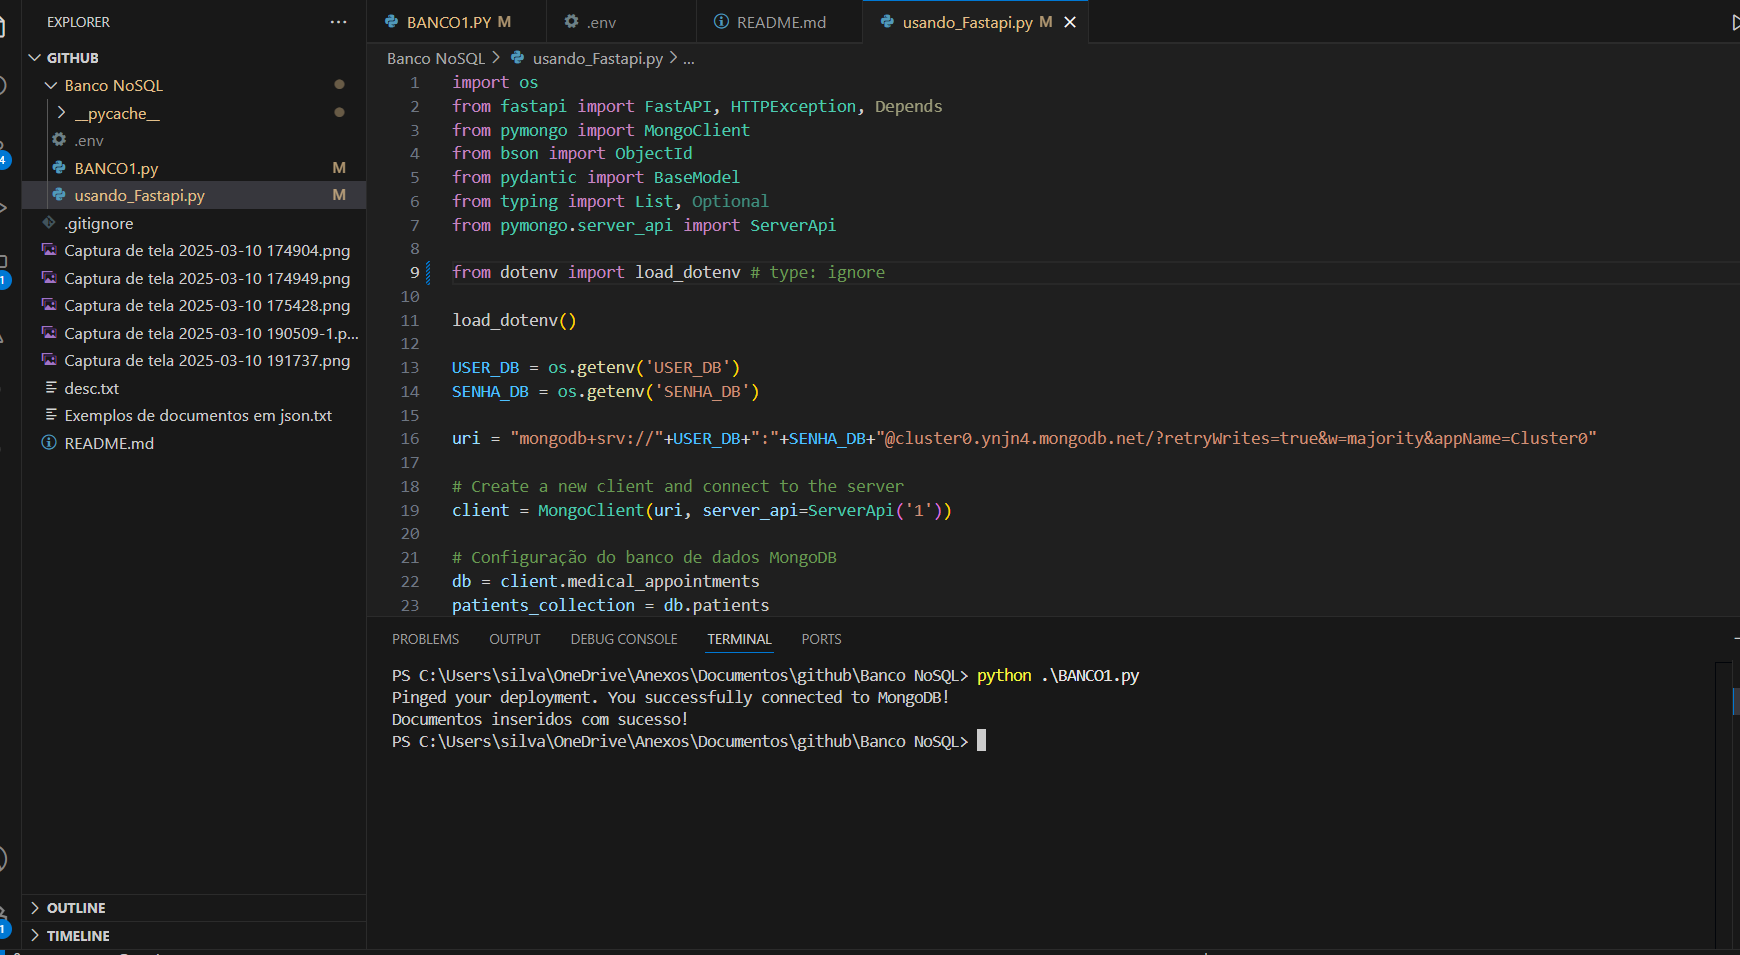 EXPLORER
GITHUB
Banco NoSQL
__pycache__
.env
BANCO1.py M
usando_Fastapi.py M
.gitignore
Captura de tela 2025-03-10 174904.png
Captura de tela 2025-03-10 174949.png
Captura de tela 2025-03-10 175428.png
Captura de tela 2025-03-10 190509-1.p...
Captura de tela 2025-03-10 191737.png
desc.txt
Exemplos de documentos em json.txt
README.md
OUTLINE
TIMELINE
4
1
1
BANCO1.PY M .env README.md usando_Fastapi.py M
Banco NoSQL > usando_Fastapi.py > ...
1 import os
2 from fastapi import FastAPI, HTTPException, Depends
3 from pymongo import MongoClient
4 from bson import ObjectId
5 from pydantic import BaseModel
6 from typing import List, Optional
7 from pymongo.server_api import ServerApi
8
9 from dotenv import load_dotenv # type: ignore
10
11 load_dotenv()
12
13 USER_DB = os.getenv('USER_DB')
14 SENHA_DB = os.getenv('SENHA_DB')
15
16 uri = "mongodb+srv://"+USER_DB+":"+SENHA_DB+"@cluster0.ynjn4.mongodb.net/?retryWrites=true&w=majority&appName=Cluster0"
17
18 # Create a new client and connect to the server
19 client = MongoClient(uri, server_api=ServerApi('1'))
20
21 # Configuração do banco de dados MongoDB
22 db = client.medical_appointments
23 patients_collection = db.patients
PROBLEMS OUTPUT DEBUG CONSOLE TERMINAL PORTS
PS C:\Users\silva\OneDrive\Anexos\Documentos\github\Banco NoSQL> python .\BANCO1.py
Pinged your deployment. You successfully connected to MongoDB!
Documentos inseridos com sucesso!
PS C:\Users\silva\OneDrive\Anexos\Documentos\github\Banco NoSQL>